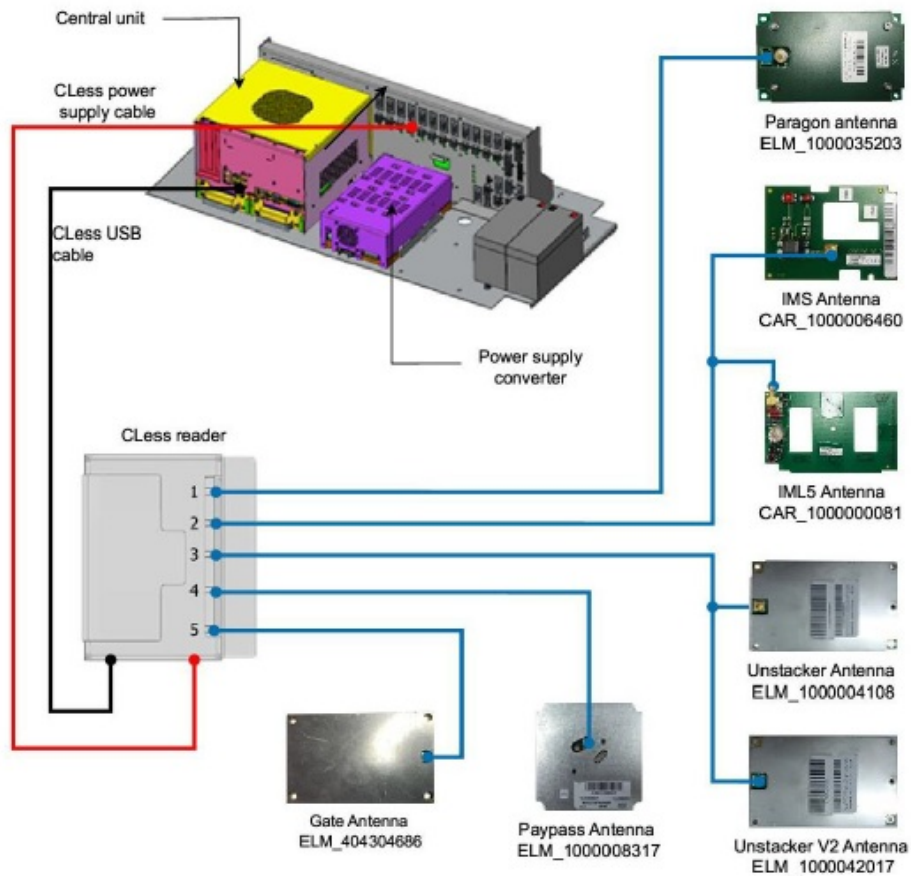 Central unit
CLess power
supply cable
CLess USB
cable
Power supply
converter
Paragon antenna
ELM_1000035203
IMS Antenna
CAR_1000006460
IML5 Antenna
CAR_1000000081
CLess reader
1
2
3
4
5
Unstacker Antenna
ELM_1000004108
Gate Antenna
ELM_404304686
Paypass Antenna
ELM_1000008317
Unstacker V2 Antenna
ELM_1000042017